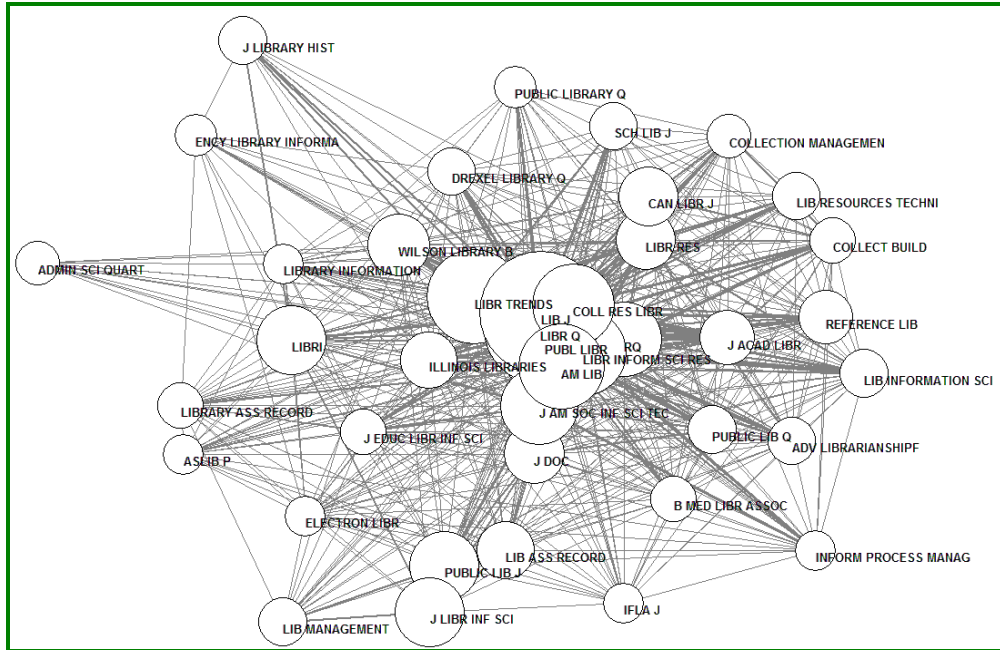 J LIBRARY HIST
PUBLIC LIBRARY Q
SCH LIB J
ENCY LIBRARY INFORMA
COLLECTION MANAGEMEN
DREXEL LIBRARY Q
CAN LIBR J
LIB RESOURCES TECHNI
WILSON LIBRARY B
LIBR RES
COLLECT BUILD
ADMIN SCI QUART
LIBRARY INFORMATION
LIBR TRENDS
COLL RES LIBR
LIB J
REFERENCE LIB
LIBR Q
LIBRI
PUBL LIBR
RQ
J ACAD LIBR
LIBR INFORM SCI RES
ILLINOIS LIBRARIES
AM LIB
LIB INFORMATION SCI
LIBRARY ASS RECORD
J AM SOC INF SCI TEC
J EDUC LIBR INF SCI
PUBLIC LIB Q
ADV LIBRARIANSHIPF
ASLIB P
J DOC
B MED LIBR ASSOC
ELECTRON LIBR
LIB ASS RECORD
INFORM PROCESS MANAG
PUBLIC LIB J
IFLA J
J LIBR INF SCI
LIB MANAGEMENT